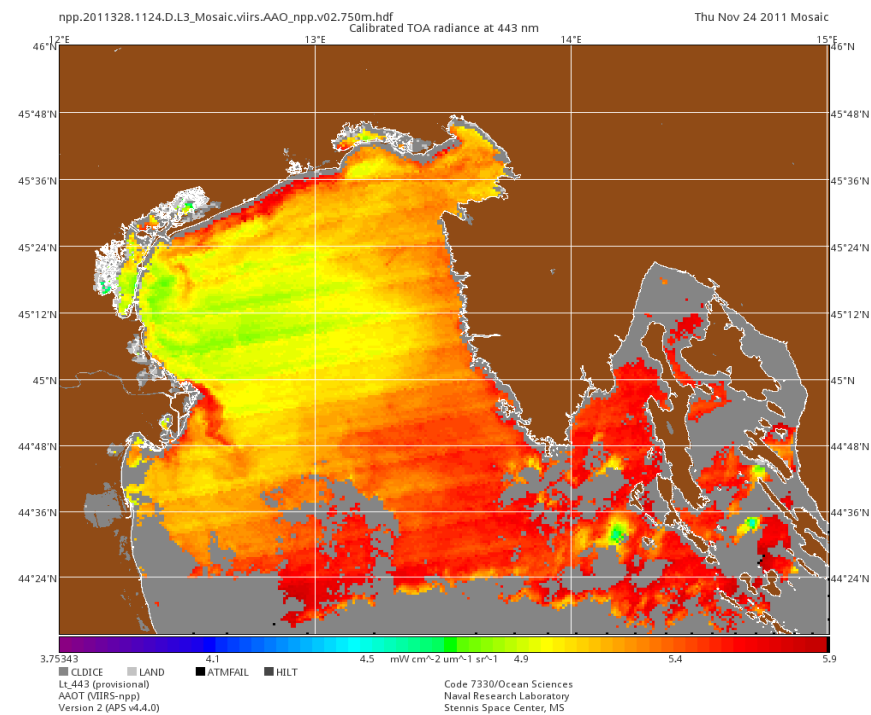 npp.2011328.1124.D.L3_Mosaic.viirs.AAO_npp.v02.750m.hdf Thu Nov 24 2011 Mosaic
Calibrated TOA radiance at 443 nm
12°E 13°E 14°E 15°E
46°N 46°N
45°48'N 45°48'N
45°36'N 45°36'N
45°24'N 45°24'N
45°12'N 45°12'N
45°N 45°N
44°48'N 44°48'N
44°36'N 44°36'N
44°24'N 44°24'N
3.75343 4.1 4.5 mW cm^-2 um^-1 sr^-1 4.9 5.4 5.9
CLDICE LAND ATMFAIL HILT
Lt_443 (provisional) Code 7330/Ocean Sciences
AAOT (VIIRS-npp) Naval Research Laboratory
Version 2 (APS v4.4.0) Stennis Space Center, MS